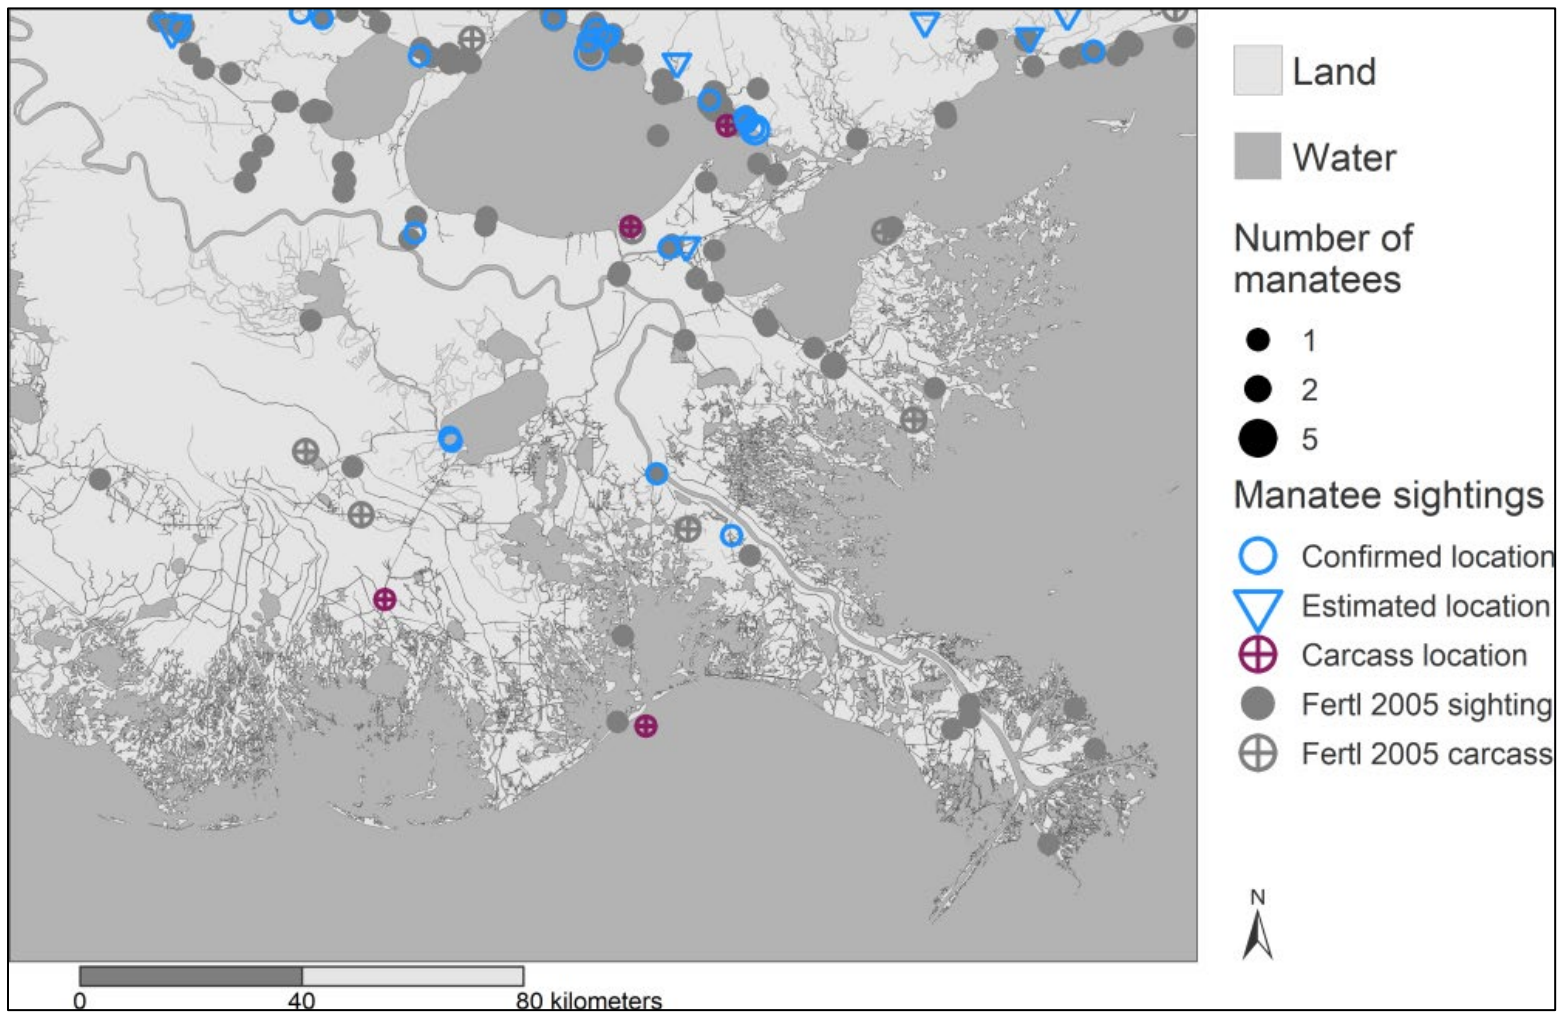 Land
Water
Number of
manatees
1
2
5
Manatee sightings
Confirmed location
Estimated location
Carcass location
Fertl 2005 sighting
Fertl 2005 carcass
N
0 40 80 kilometers